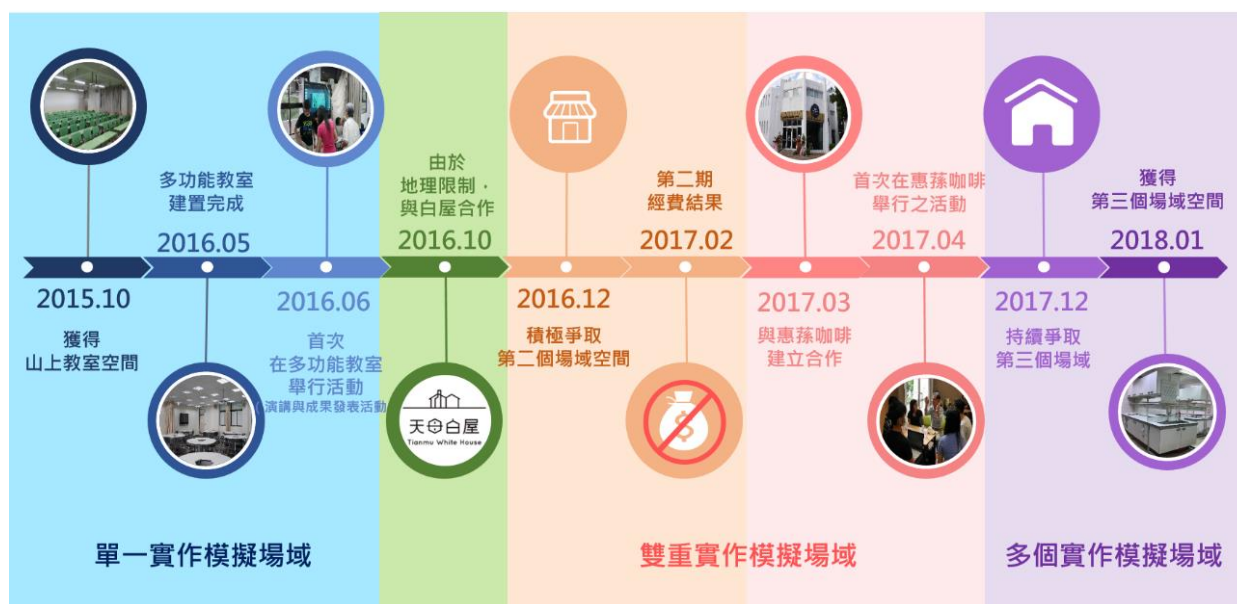 2015.10
獲得
山上教室空間
多功能教室
建置完成
2016.05
2016.06
首次
在多功能教室
舉行活動
(演講與成果發表活動)
由於
地理限制，
與白屋合作
2016.10
天母白屋
Tianmu White House
2016.12
積極爭取
第二個場域空間
第二期
經費結果
2017.02
$
2017.03
與惠蓀咖啡
建立合作
首次在惠蓀咖啡
舉行之活動
2017.04
2017.12
持續爭取
第三個場域
獲得
第三個場域空間
2018.01
單一實作模擬場域
雙重實作模擬場域
多個實作模擬場域